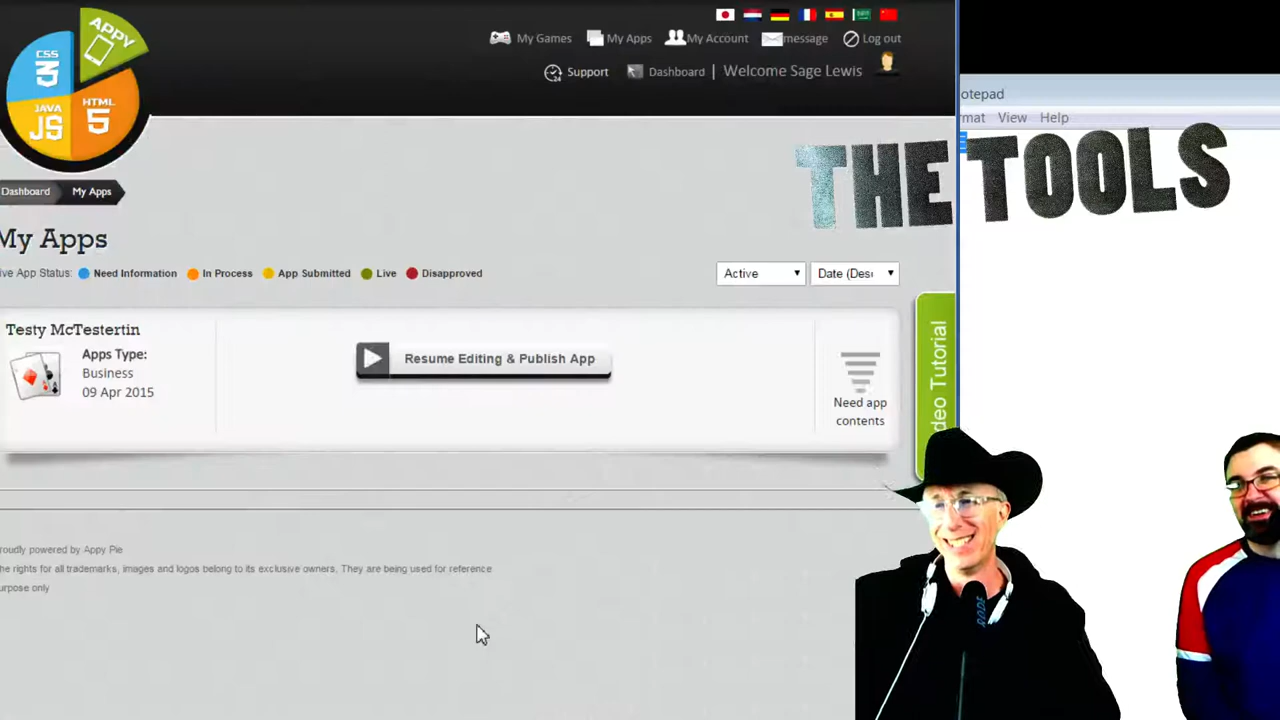 APPY
CSS
3
JAVA
JS
HTML
5
My Games
My Apps
My Account
message
Log out
24
Support
Dashboard
Welcome Sage Lewis
otepad
rmat View Help
THE TOOLS
Dashboard
My Apps
My Apps
ive App Status:
Need Information
In Process
App Submitted
Live
Disapproved
Active
Date (Des
Testy McTestertin
Apps Type:
Business
09 Apr 2015
Resume Editing & Publish App
Need app
contents
deo Tutorial
roudly powered by Appy Pie
he rights for all trademarks, images and logos belong to its exclusive owners. They are being used for reference
urpose only
RODE